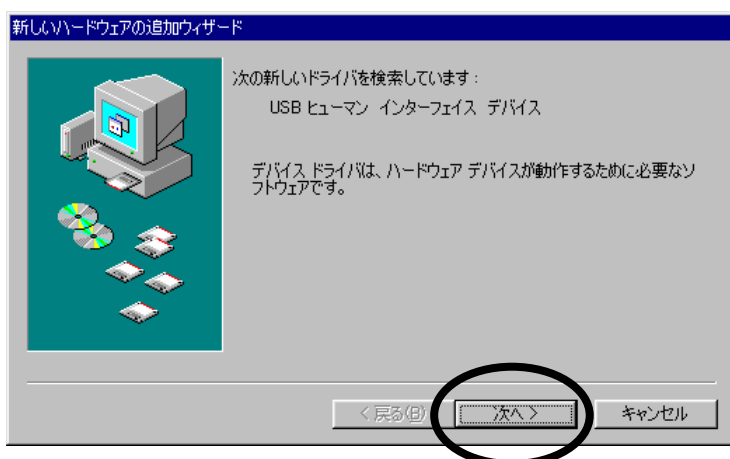 新しいハードウェアの追加ウィザード
次の新しいドライバを検索しています：
USB ヒューマン インターフェイス デバイス
デバイス ドライバは、ハードウェア デバイスが動作するために必要なソ
フトウェアです。
< 戻る(B)
次へ >
キャンセル